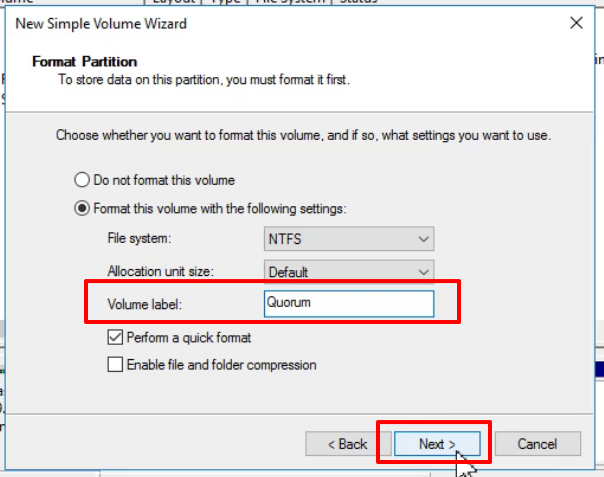 Layout Type File System Status
New Simple Volume Wizard
Format Partition
To store data on this partition, you must format it first.
Choose whether you want to format this volume, and if so, what settings you want to use.
Do not format this volume
Format this volume with the following settings:
File system: NTFS
Allocation unit size: Default
Volume label: Quorum
Perform a quick format
Enable file and folder compression
< Back Next > Cancel